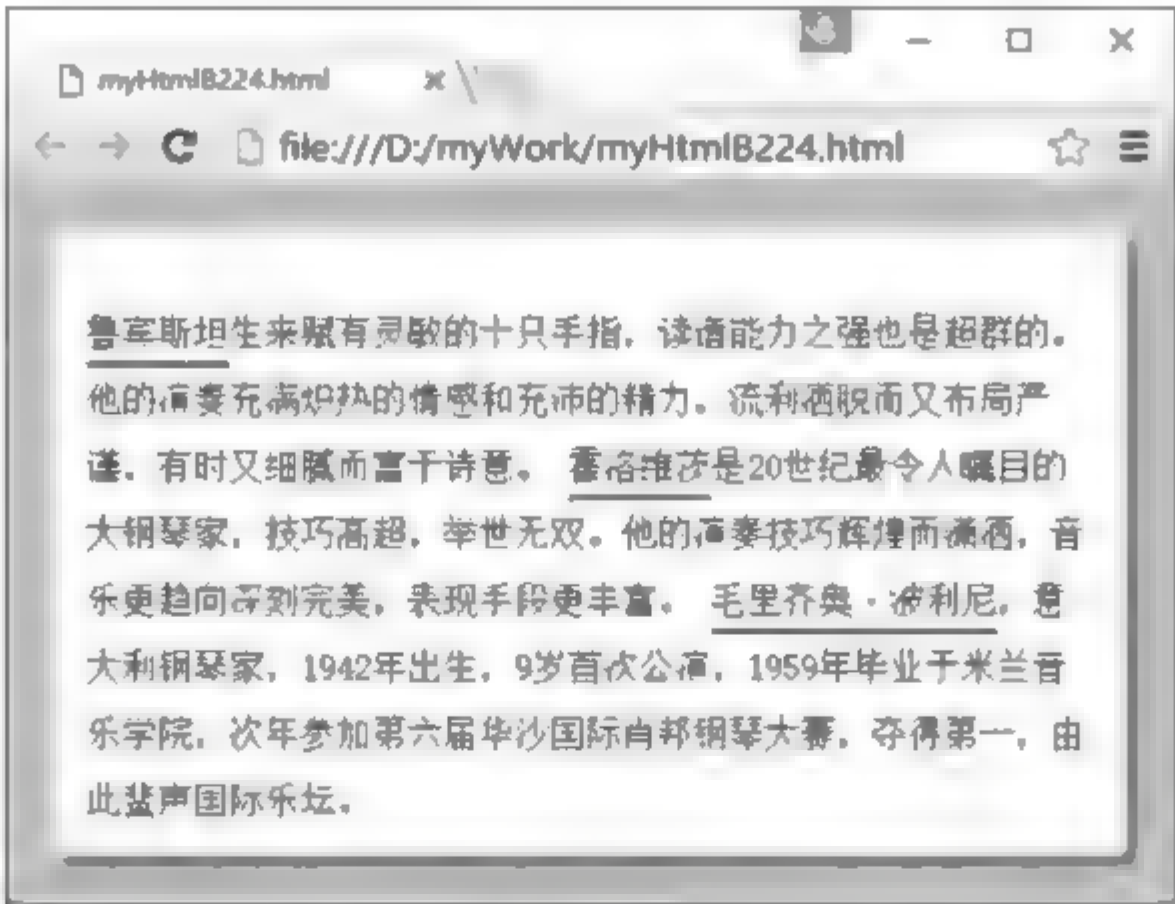 myHtmlB224.html
file:///D:/myWork/myHtmlB224.html
鲁宾斯坦生来赋有灵敏的十只手指，读谱能力之强也是超群的。
他的演奏充满炽热的情感和充沛的精力。流利洒脱而又布局严
谨，有时又细腻而富于诗意。 霍洛维茨是20世纪最令人瞩目的
大钢琴家，技巧高超，举世无双。他的演奏技巧辉煌而潇洒，音
乐更趋向深刻完美，表现手段更丰富。 毛里齐奥·波利尼，意
大利钢琴家，1942年出生，9岁首次公演，1959年毕业于米兰音
乐学院，次年参加第六届华沙国际肖邦钢琴大赛，夺得第一，由
此蜚声国际乐坛。